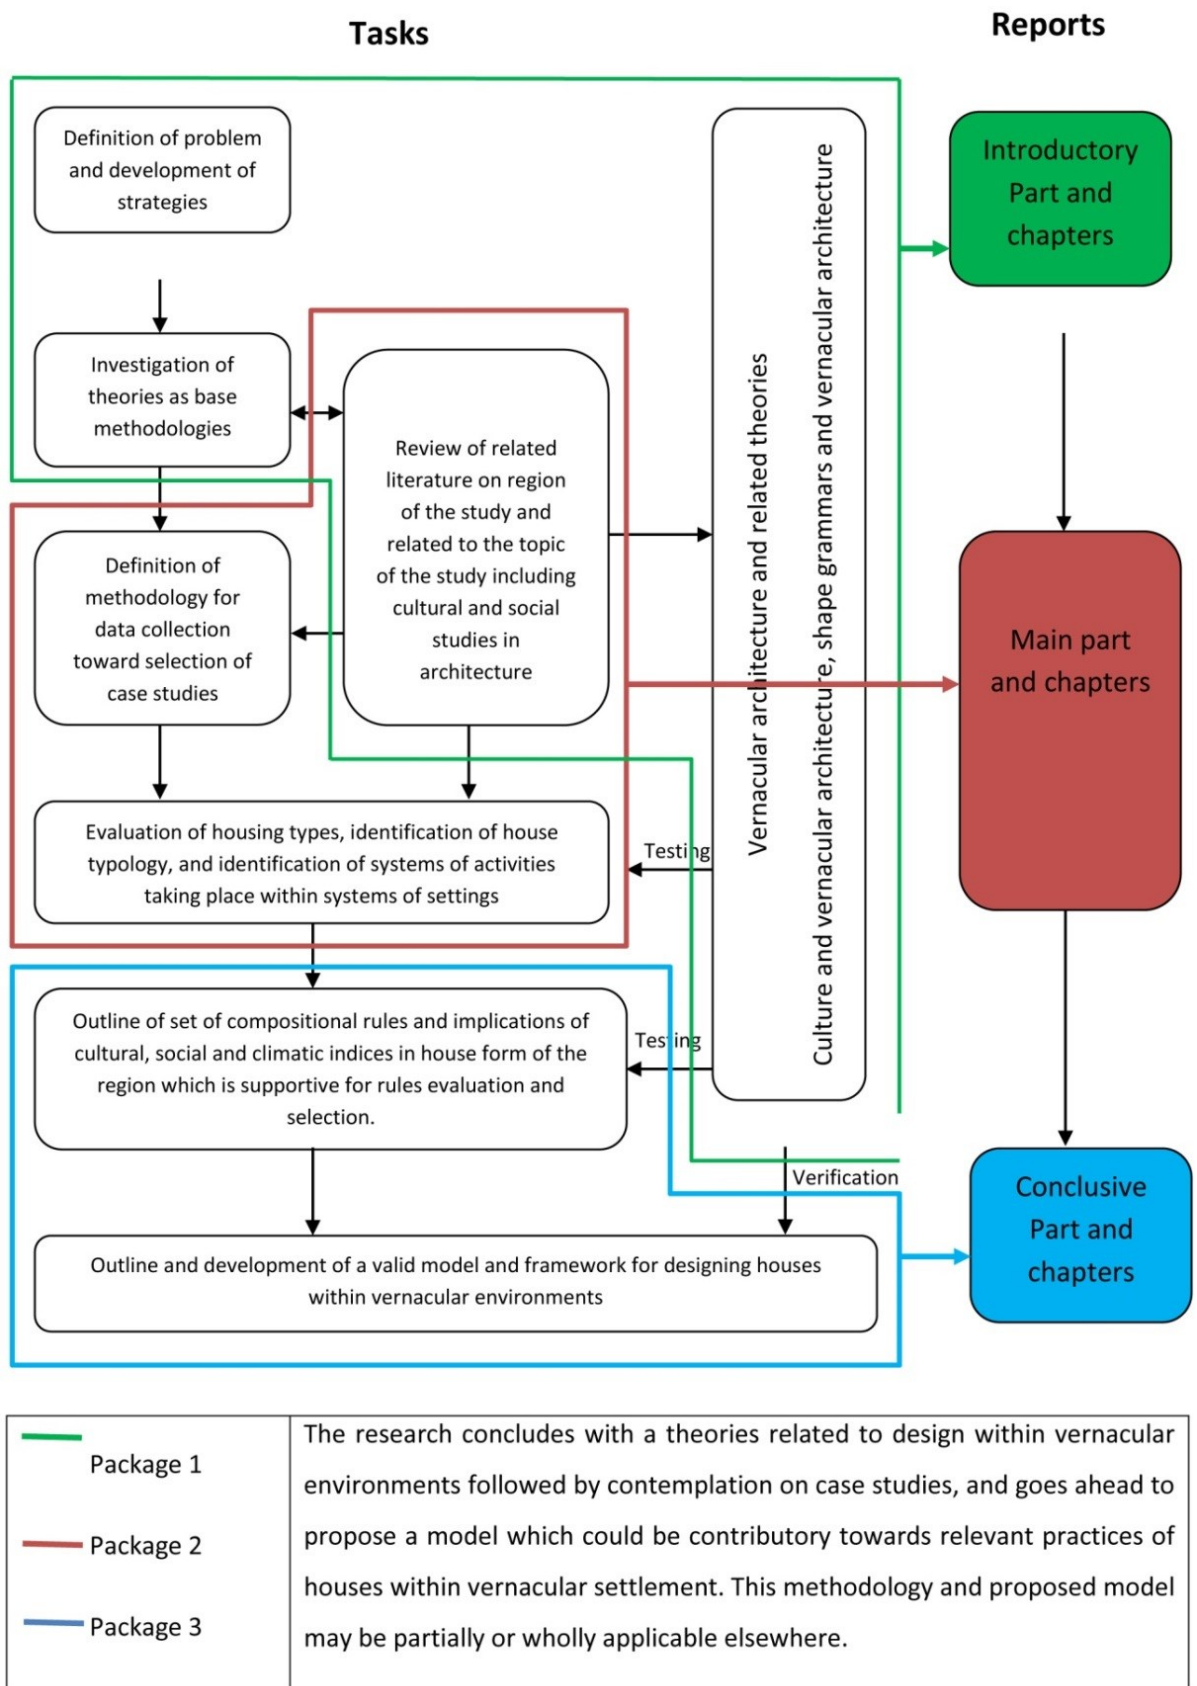 Tasks
Reports
Definition of problem
and development of
strategies
Introductory
Part and
chapters
Investigation of
theories as base
methodologies
Review of related
literature on region
of the study and
related to the topic
of the study including
cultural and social
studies in
architecture
Vernacular architecture and related theories
Culture and vernacular architecture, shape grammars and vernacular architecture
Definition of
methodology for
data collection
toward selection of
case studies
Main part
and chapters
Evaluation of housing types, identification of house
typology, and identification of systems of activities
taking place within systems of settings
Testing
Outline of set of compositional rules and implications of
cultural, social and climatic indices in house form of the
region which is supportive for rules evaluation and
selection.
Testing
Verification
Conclusive
Part and
chapters
Outline and development of a valid model and framework for designing houses
within vernacular environments
Package 1
Package 2
Package 3
The research concludes with a theories related to design within vernacular
environments followed by contemplation on case studies, and goes ahead to
propose a model which could be contributory towards relevant practices of
houses within vernacular settlement. This methodology and proposed model
may be partially or wholly applicable elsewhere.